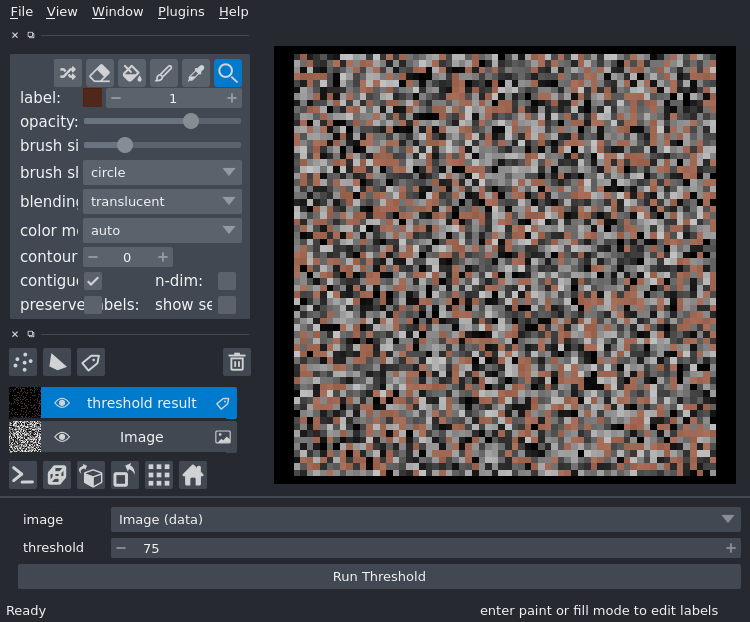 File View Window Plugins Help
label: 1
opacity:
brush si
brush sl circle
blending translucent
color m auto
contour 0
contigu n-dim:
preserve abels: show se
threshold result
Image
image Image (data)
threshold 75
Run Threshold
Ready enter paint or fill mode to edit labels